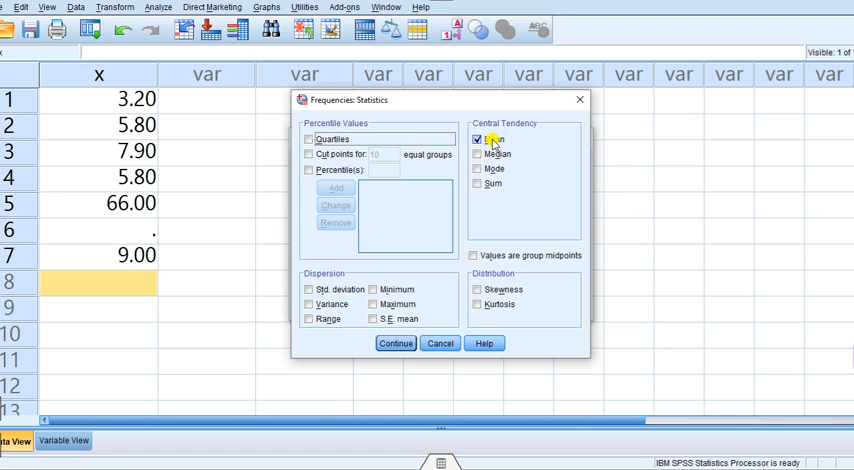 Edit View Data Transform Analyze Direct Marketing Graphs Utilities Add-ons Window Help
Visible: 1 of
x var var var var var var var var var var
1 3.20
2 5.80
3 7.90
4 5.80
5 66.00
6 .
7 9.00
8
9
10
11
12
13
Frequencies: Statistics
Percentile Values
Quartiles
Cut points for: 10 equal groups
Percentile(s):
Add
Change
Remove
Central Tendency
Mean
Median
Mode
Sum
Values are group midpoints
Dispersion
Std. deviation Minimum
Variance Maximum
Range S.E. mean
Distribution
Skewness
Kurtosis
Continue Cancel Help
Data View Variable View
IBM SPSS Statistics Processor is ready